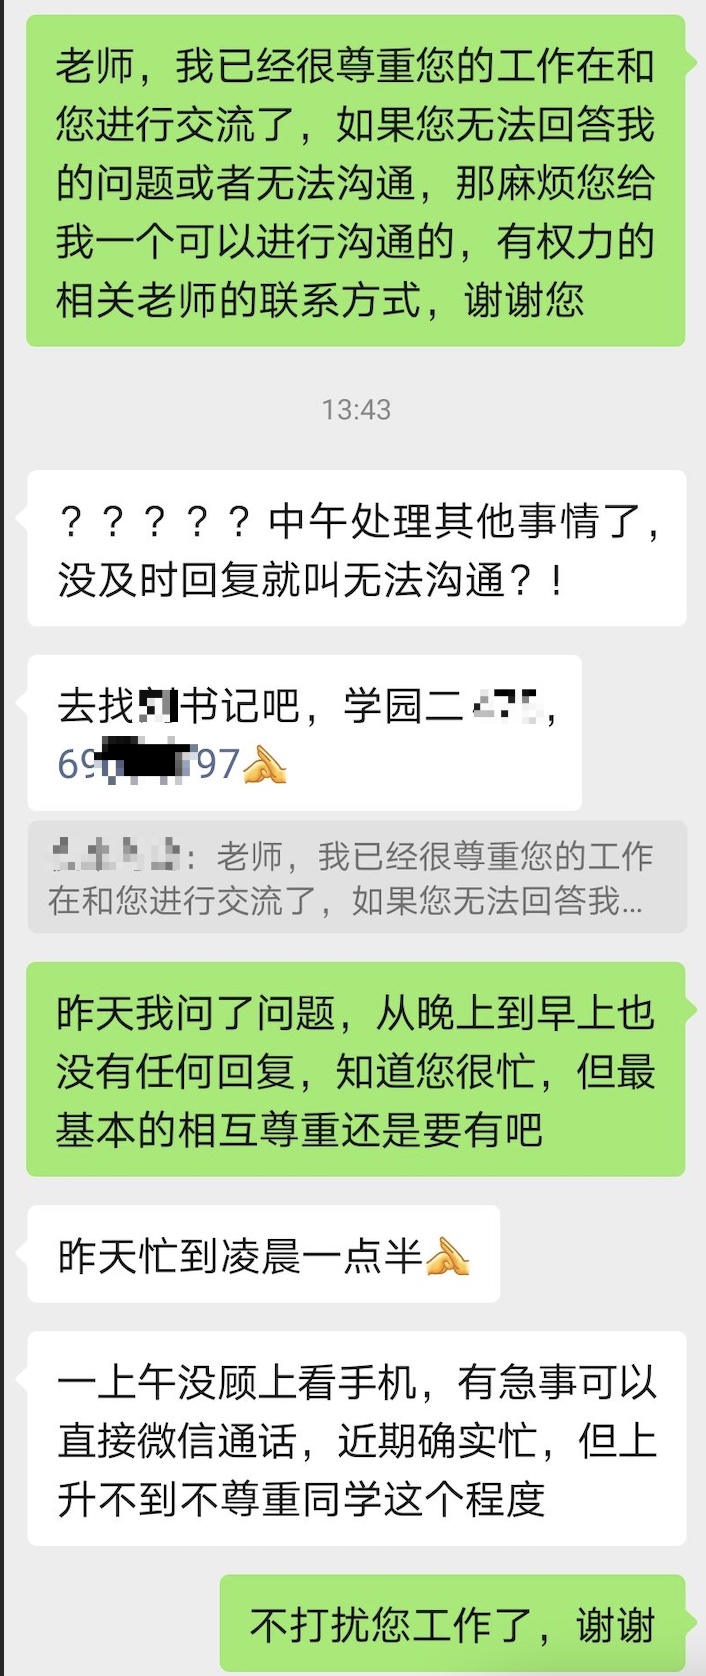 老师，我已经很尊重您的工作在和
您进行交流了，如果您无法回答我
的问题或者无法沟通，那麻烦您给
我一个可以进行沟通的，有权力的
相关老师的联系方式，谢谢您
13:43
？？？？？中午处理其他事情了，
没及时回复就叫无法沟通？！
去找书记吧，学园二，
69 97
：老师，我已经很尊重您的工作
在和您进行交流了，如果您无法回答我...
昨天我问了问题，从晚上到早上也
没有任何回复，知道您很忙，但最
基本的相互尊重还是要有吧
昨天忙到凌晨一点半
一上午没顾上看手机，有急事可以
直接微信通话，近期确实忙，但上
升不到不尊重同学这个程度
不打扰您工作了，谢谢